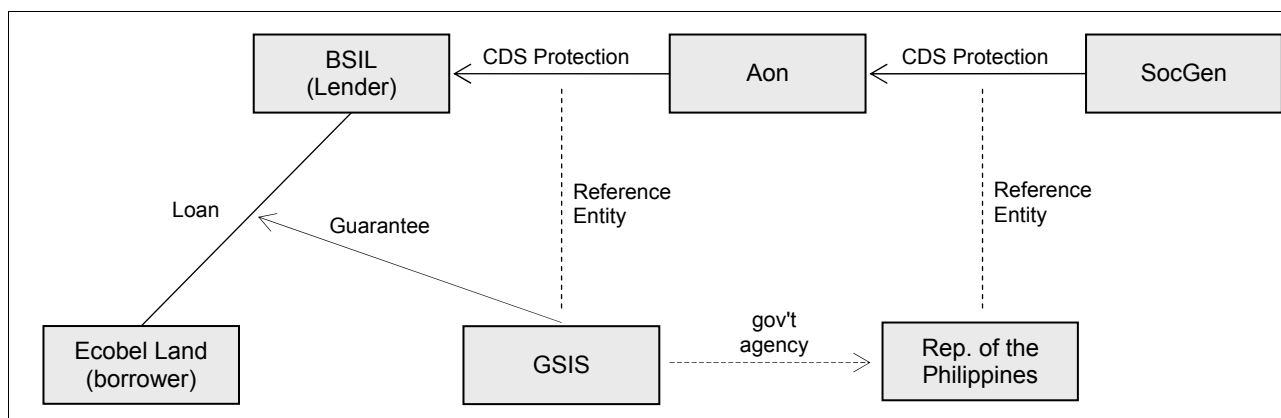 BSIL
(Lender)
CDS Protection
Aon
CDS Protection
SocGen
Loan
Guarantee
Reference
Entity
Reference
Entity
Ecobel Land
(borrower)
GSIS
gov't
agency
Rep. of the
Philippines